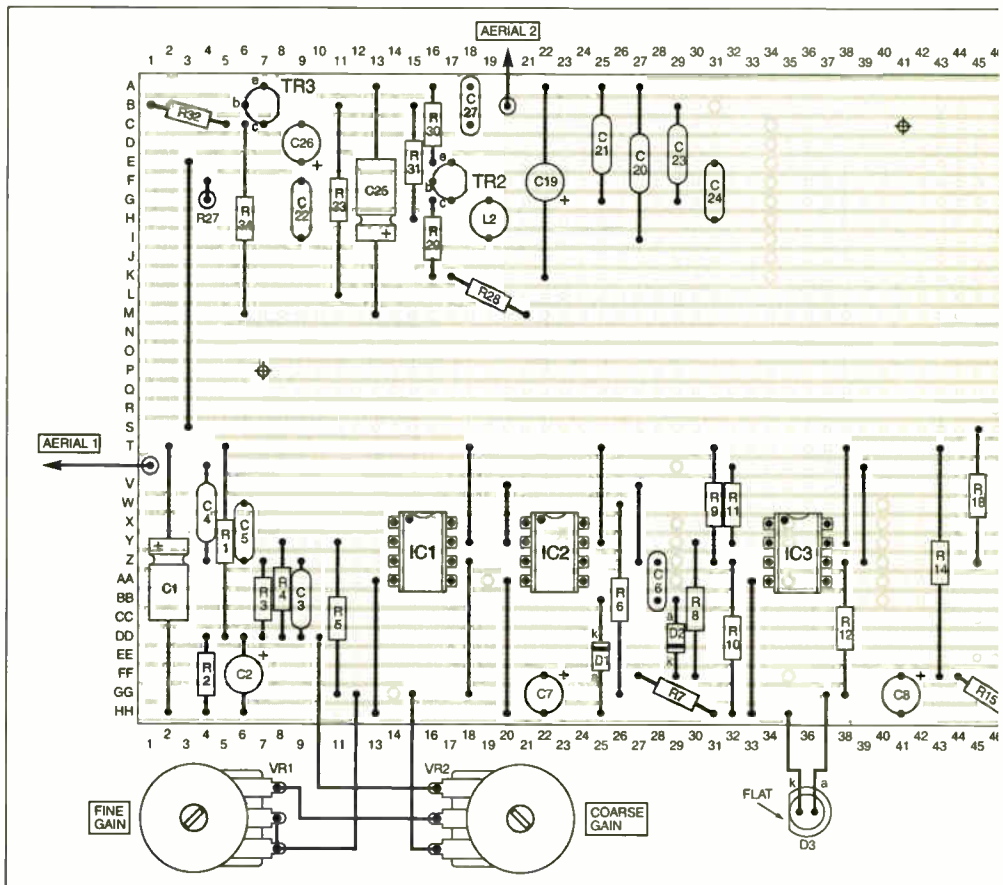 AERIAL 2
1 2 3 4 5 6 7 8 9 10 11 12 13 14 15 16 17 18 19 20 21 22 23 24 25 26 27 28 29 30 31 32 33 34 35 36 37 38 39 40 41 42 43 44 45 46
A
B
C
D
E
F
G
H
I
J
K
L
M
N
O
P
Q
R
S
T
V
W
X
Y
Z
AA
BB
CC
DD
EE
FF
GG
HH
e TR3
b
c
R32
C26
+
R27
R34
C22
R33
C25
+
R31
R30
C27
e
b TR2
c
R29
L2
R28
C19
+
C21
C20
C23
C24
AERIAL 1
C4
R1
C5
+
C1
R3
R4
C3
R5
R2
C2
+
IC1
IC2
IC3
R9
R11
R18
R14
R6
C6
R8
a
D2
k
k
D1
a
R10
R12
C7
+
R7
C8
+
R15
1 2 3 4 5 6 7 8 9 10 11 12 13 14 15 16 17 18 19 20 21 22 23 24 25 26 27 28 29 30 31 32 33 34 35 36 37 38 39 40 41 42 43 44 45 46
VR1
VR2
FINE
GAIN
COARSE
GAIN
FLAT
k a
D3